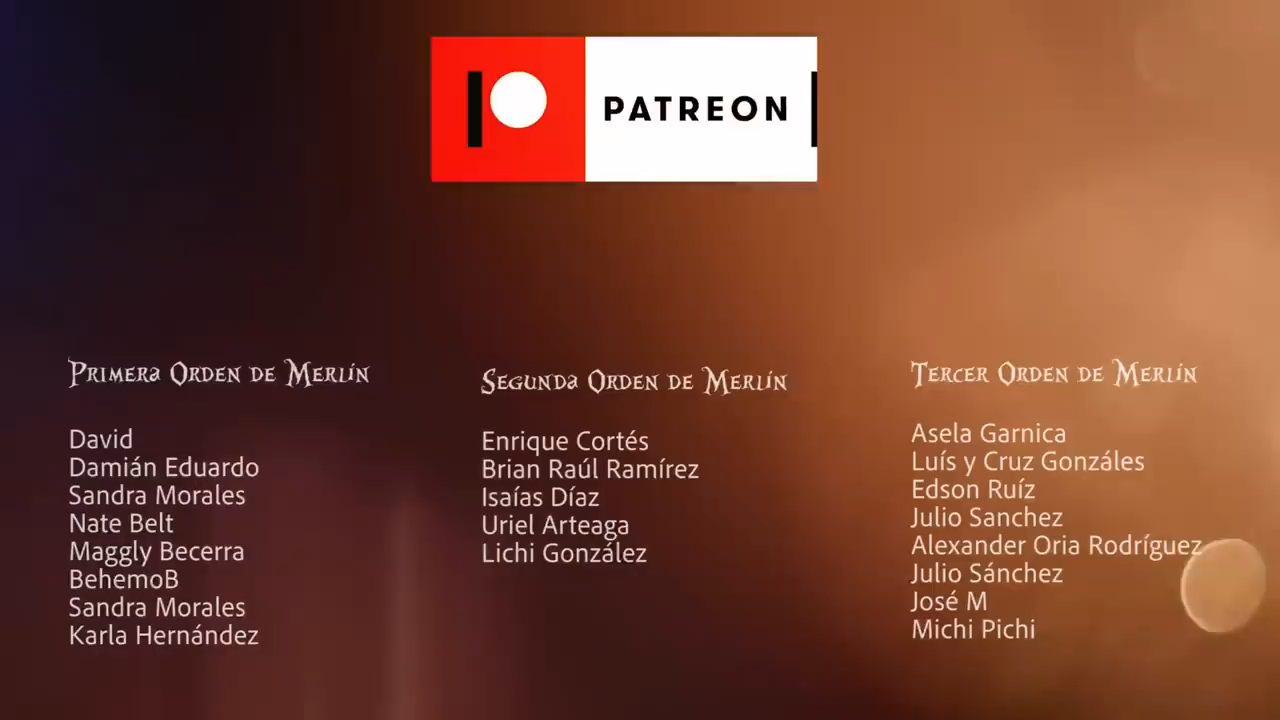 PATREON
Primera Orden de Merlín
David
Damián Eduardo
Sandra Morales
Nate Belt
Maggly Becerra
BehemoB
Sandra Morales
Karla Hernández
Segunda Orden de Merlín
Enrique Cortés
Brian Raúl Ramírez
Isaías Díaz
Uriel Arteaga
Lichi González
Tercer Orden de Merlín
Asela Garnica
Luís y Cruz Gonzáles
Edson Ruíz
Julio Sanchez
Alexander Oria Rodríguez
Julio Sánchez
José M
Michi Pichi